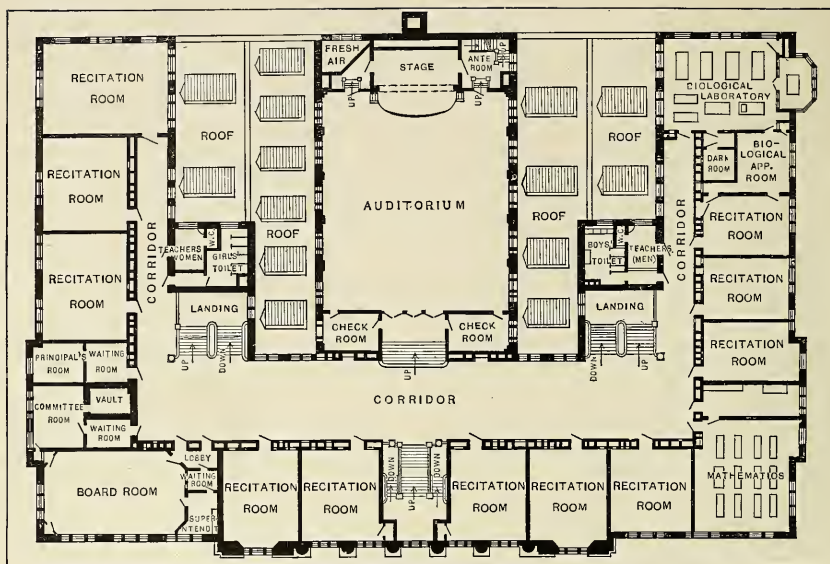 FRESH
AIR
STAGE
ANTE
ROOM
UP
UP
UP
RECITATION
ROOM
BIOLOGICAL
LABORATORY
ROOF
ROOF
RECITATION
ROOM
DARK
ROOM
BIO-
LOGICAL
APP.
ROOM
AUDITORIUM
ROOF
ROOF
CORRIDOR
CORRIDOR
RECITATION
ROOM
TEACHERS
WOMEN
W.C.
GIRLS'
TOILET
BOYS'
TOILET
W.C.
TEACHERS
(MEN)
RECITATION
ROOM
RECITATION
ROOM
LANDING
LANDING
CHECK
ROOM
CHECK
ROOM
RECITATION
ROOM
PRINCIPAL'S
ROOM
WAITING
ROOM
UP
DOWN
UP
DOWN
UP
COMMITTEE
ROOM
VAULT
CORRIDOR
WAITING
ROOM
LOBEY
BOARD ROOM
WAITING
ROOM
SUPER-
INTEND'T
RECITATION
ROOM
RECITATION
ROOM
DOWN
UP
DOWN
RECITATION
ROOM
RECITATION
ROOM
RECITATION
ROOM
MATHEMATICS